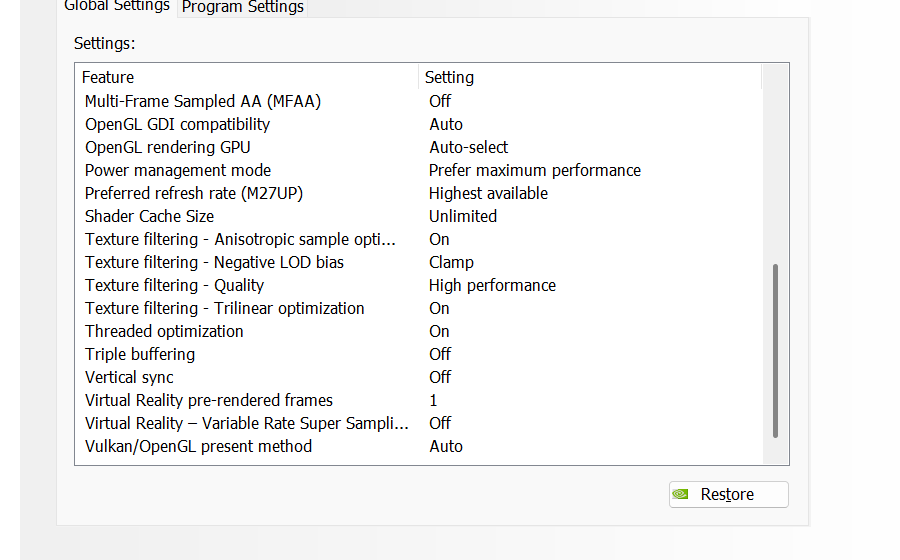 Global Settings Program Settings
Settings:
Feature Setting
Multi-Frame Sampled AA (MFAA) Off
OpenGL GDI compatibility Auto
OpenGL rendering GPU Auto-select
Power management mode Prefer maximum performance
Preferred refresh rate (M27UP) Highest available
Shader Cache Size Unlimited
Texture filtering - Anisotropic sample opti... On
Texture filtering - Negative LOD bias Clamp
Texture filtering - Quality High performance
Texture filtering - Trilinear optimization On
Threaded optimization On
Triple buffering Off
Vertical sync Off
Virtual Reality pre-rendered frames 1
Virtual Reality – Variable Rate Super Sampli... Off
Vulkan/OpenGL present method Auto
Restore